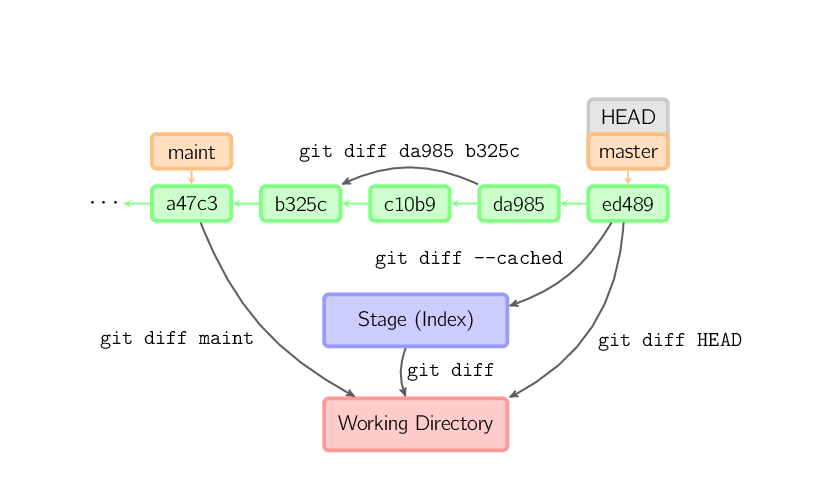 HEAD
maint
git diff da985 b325c
master
...
a47c3
b325c
c10b9
da985
ed489
git diff --cached
Stage (Index)
git diff maint
git diff HEAD
git diff
Working Directory